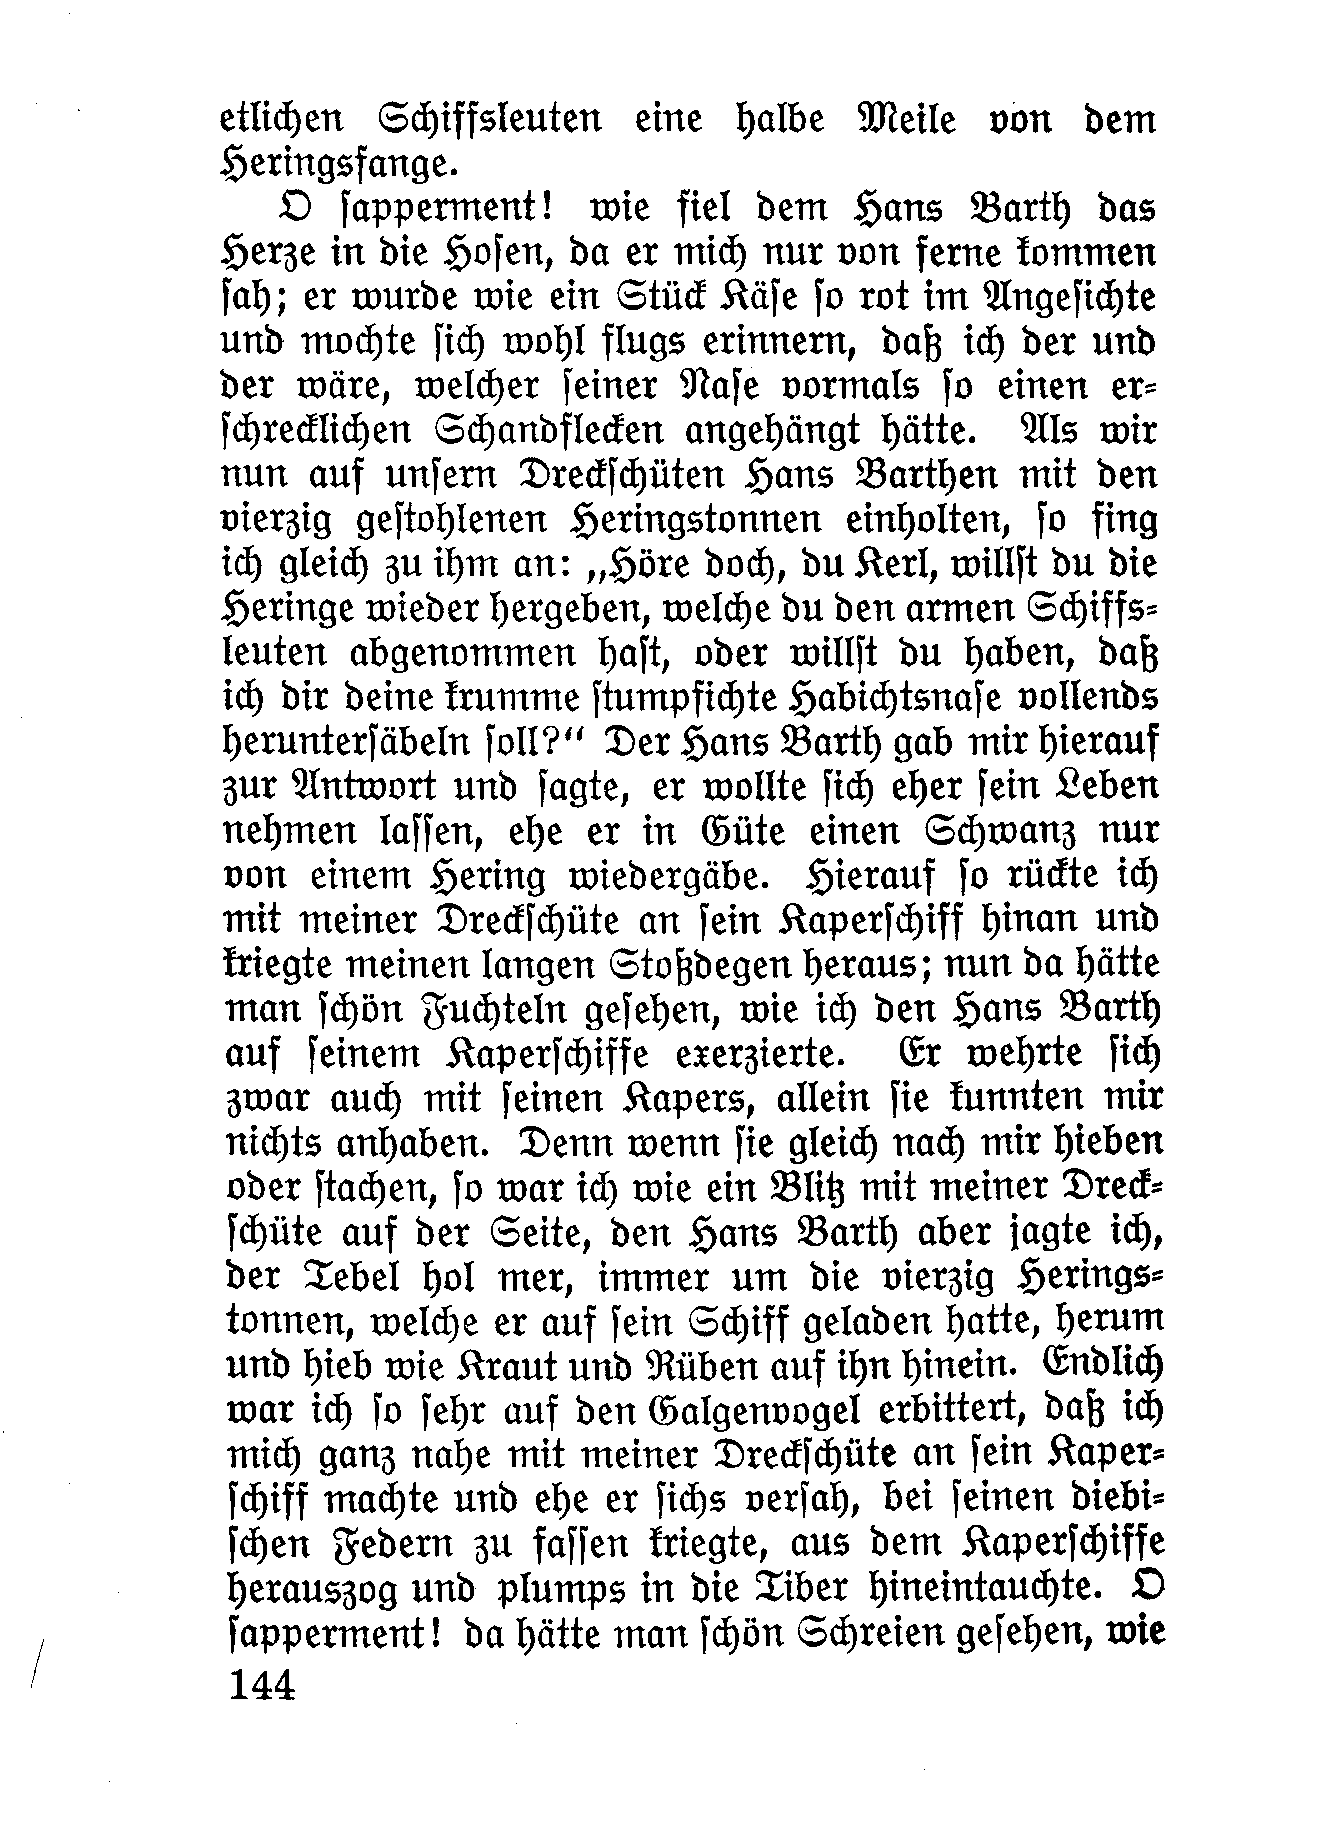 etlichen Schiffsleuten eine halbe Meile von dem
Heringsfange.
O ſapperment! wie fiel dem Hans Barth das
Herze in die Hoſen, da er mich nur von ferne kommen
ſah; er wurde wie ein Stück Käſe ſo rot im Angeſichte
und mochte ſich wohl flugs erinnern, daß ich der und
der wäre, welcher ſeiner Naſe vormals ſo einen er⸗
ſchrecklichen Schandflecken angehängt hätte. Als wir
nun auf unſern Dreckſchüten Hans Barthen mit den
vierzig geſtohlenen Heringstonnen einholten, ſo fing
ich gleich zu ihm an: „Höre doch, du Kerl, willſt du die
Heringe wieder hergeben, welche du den armen Schiffs⸗
leuten abgenommen haſt, oder willſt du haben, daß
ich dir deine krumme ſtumpfichte Habichtsnaſe vollends
herunterſäbeln ſoll?“ Der Hans Barth gab mir hierauf
zur Antwort und ſagte, er wollte ſich eher ſein Leben
nehmen laſſen, ehe er in Güte einen Schwanz nur
von einem Hering wiedergäbe. Hierauf ſo rückte ich
mit meiner Dreckſchüte an ſein Kaperſchiff hinan und
kriegte meinen langen Stoßdegen heraus; nun da hätte
man ſchön Fuchteln geſehen, wie ich den Hans Barth
auf ſeinem Kaperſchiffe exerzierte. Er wehrte ſich
zwar auch mit ſeinen Kapers, allein ſie kunnten mir
nichts anhaben. Denn wenn ſie gleich nach mir hieben
oder ſtachen, ſo war ich wie ein Blitz mit meiner Dreck⸗
ſchüte auf der Seite, den Hans Barth aber jagte ich,
der Tebel hol mer, immer um die vierzig Herings⸗
tonnen, welche er auf ſein Schiff geladen hatte, herum
und hieb wie Kraut und Rüben auf ihn hinein. Endlich
war ich ſo ſehr auf den Galgenvogel erbittert, daß ich
mich ganz nahe mit meiner Dreckſchüte an ſein Kaper⸗
ſchiff machte und ehe er ſichs verſah, bei ſeinen diebi⸗
ſchen Federn zu faſſen kriegte, aus dem Kaperſchiffe
herauszog und plumps in die Tiber hineintauchte. O
ſapperment! da hätte man ſchön Schreien geſehen, wie
144